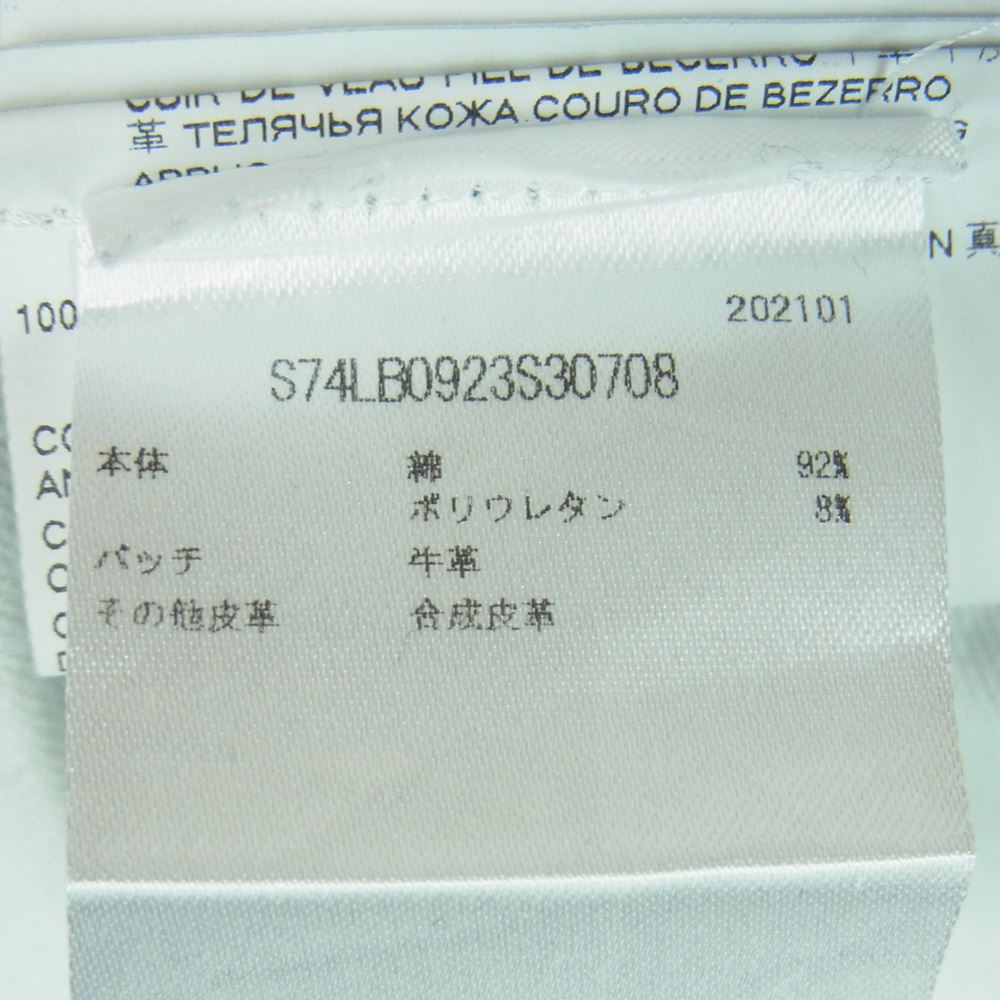 CUIR DE VEAU PIEL DE BECERRO
革 ТЕЛЯЧЬЯ КОЖА COURO DE BEZERRO
N 真
100
202101
S74LB0923S30708
本体 綿 92%
ポリウレタン 8%
パッチ 牛革
その他皮革 合成皮革